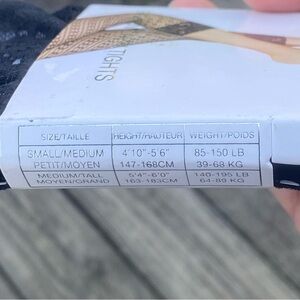 TIGHTS
SIZE/TAILLE HEIGHT/HAUTEUR WEIGHT/POIDS
SMALL/MEDIUM 4'10"-5'6" 85-150 LB
PETIT/MOYEN 147-168CM 39-68 KG
MEDIUM/TALL 5'4"-6'0" 140-195 LB
MOYEN/GRAND 163-183CM 64-89 KG